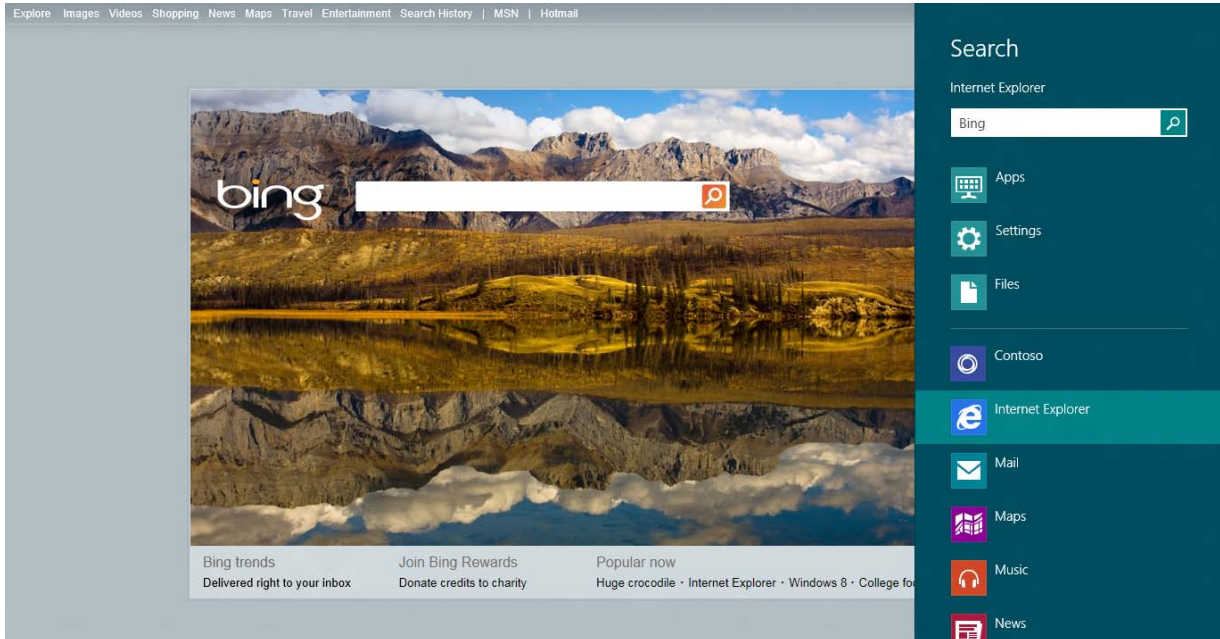 Explore Images Videos Shopping News Maps Travel Entertainment Search History | MSN | Hotmail
bing
Bing trends
Delivered right to your inbox
Join Bing Rewards
Donate credits to charity
Popular now
Huge crocodile · Internet Explorer · Windows 8 · College
Search
Internet Explorer
Bing
Apps
Settings
Files
Contoso
Internet Explorer
Mail
Maps
Music
News